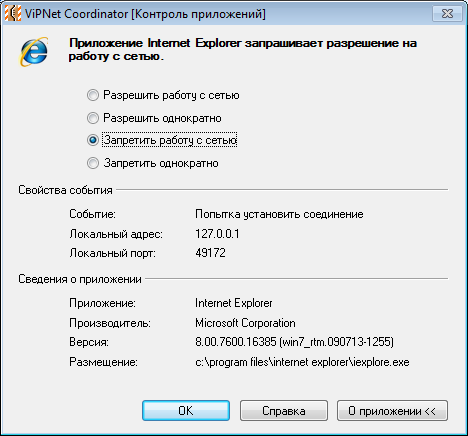 ViPNet Coordinator [Контроль приложений]
Приложение Internet Explorer запрашивает разрешение на
работу с сетью.
Разрешить работу с сетью
Разрешить однократно
Запретить работу с сетью
Запретить однократно
Свойства события
Событие: Попытка установить соединение
Локальный адрес: 127.0.0.1
Локальный порт: 49172
Сведения о приложении
Приложение: Internet Explorer
Производитель: Microsoft Corporation
Версия: 8.00.7600.16385 (win7_rtm.090713-1255)
Размещение: c:\program files\internet explorer\iexplore.exe
OK Справка О приложении <<